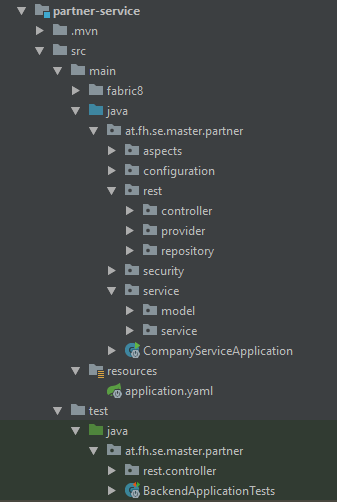 partner-service
.mvn
src
main
fabric8
java
at.fh.se.master.partner
aspects
configuration
rest
controller
provider
repository
security
service
model
service
CompanyServiceApplication
resources
application.yaml
test
java
at.fh.se.master.partner
rest.controller
BackendApplicationTests